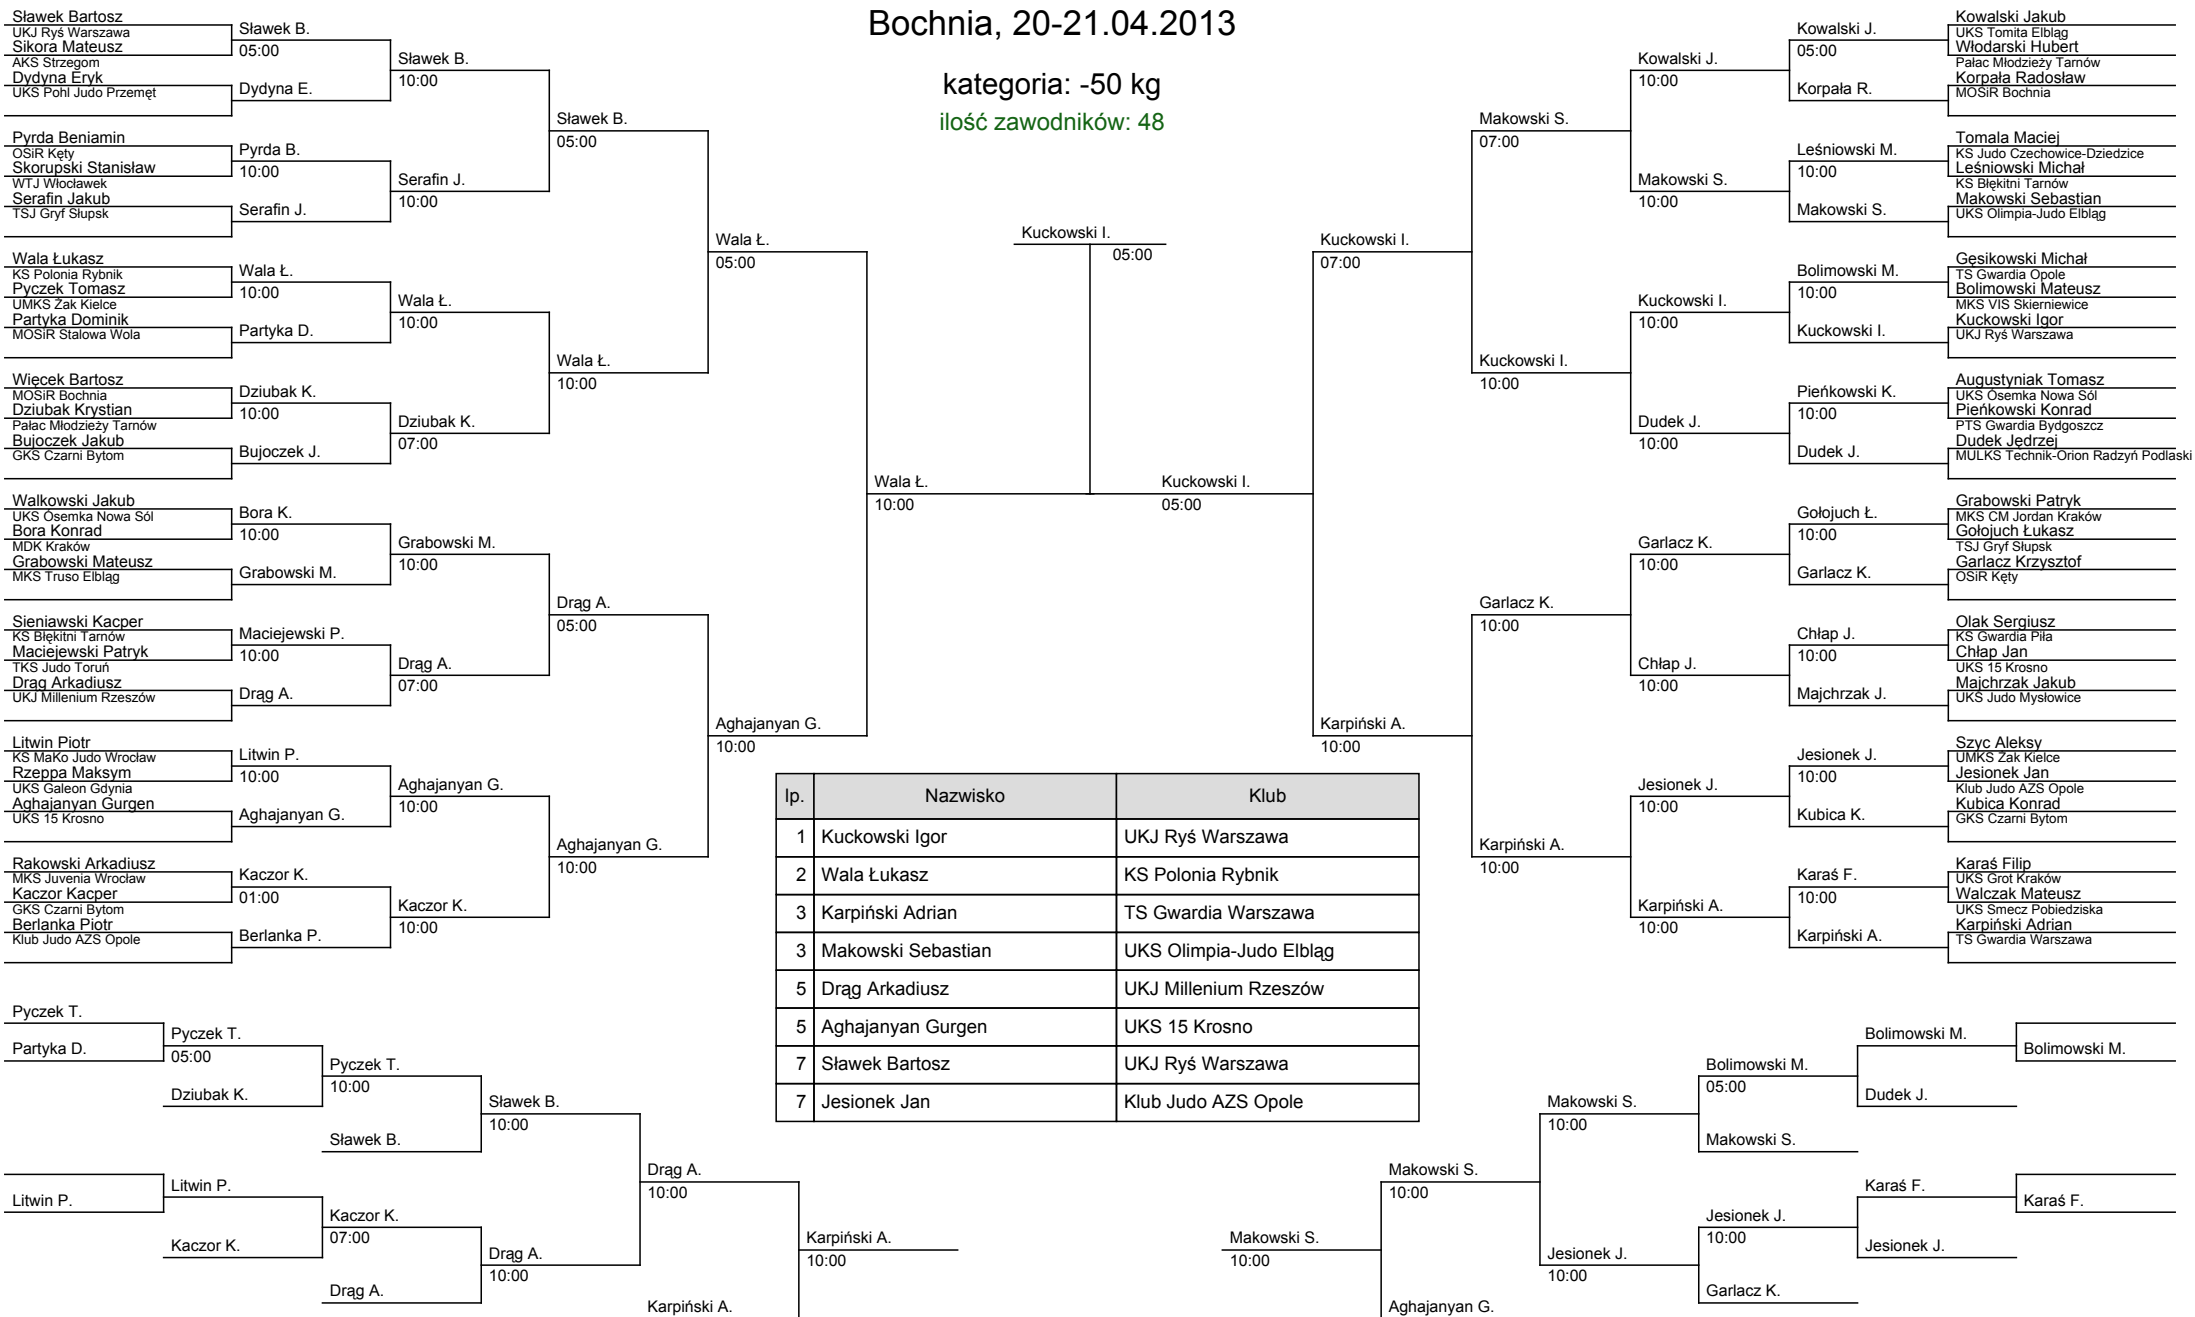 Bochnia, 20-21.04.2013
kategoria: -50 kg
ilość zawodników: 48
Sławek Bartosz
UKJ Ryś Warszawa
Sikora Mateusz
AKS Strzegom
Dydyna Eryk
UKS Pohl Judo Przemęt
Pyrda Beniamin
OSiR Kęty
Skorupski Stanisław
WTJ Włocławek
Serafin Jakub
TSJ Gryf Słupsk
Wala Łukasz
KS Polonia Rybnik
Pyczek Tomasz
UMKS Żak Kielce
Partyka Dominik
MOSiR Stalowa Wola
Więcek Bartosz
MOSiR Bochnia
Dziubak Krystian
Pałac Młodzieży Tarnów
Bujoczek Jakub
GKS Czarni Bytom
Walkowski Jakub
UKS Ósemka Nowa Sól
Bora Konrad
MDK Kraków
Grabowski Mateusz
MKS Truso Elbląg
Sieniawski Kacper
KS Błękitni Tarnów
Maciejewski Patryk
TKS Judo Toruń
Drąg Arkadiusz
UKJ Millenium Rzeszów
Litwin Piotr
KS MaKo Judo Wrocław
Rzeppa Maksym
UKS Galeon Gdynia
Aghajanyan Gurgen
UKS 15 Krosno
Rakowski Arkadiusz
MKS Juvenia Wrocław
Kaczor Kacper
GKS Czarni Bytom
Berlanka Piotr
Klub Judo AZS Opole
Sławek B.
05:00
Dydyna E.
Pyrda B.
10:00
Serafin J.
Wala Ł.
10:00
Partyka D.
Dziubak K.
10:00
Bujoczek J.
Bora K.
10:00
Grabowski M.
Maciejewski P.
10:00
Drąg A.
Litwin P.
10:00
Aghajanyan G.
Kaczor K.
01:00
Berlanka P.
Sławek B.
10:00
Serafin J.
10:00
Wala Ł.
10:00
Dziubak K.
07:00
Grabowski M.
10:00
Drąg A.
07:00
Aghajanyan G.
10:00
Kaczor K.
10:00
Sławek B.
05:00
Wala Ł.
10:00
Drąg A.
05:00
Aghajanyan G.
10:00
Wala Ł.
05:00
Aghajanyan G.
10:00
Wala Ł.
10:00
Kuckowski I.
05:00
Kuckowski I.
05:00
Kuckowski I.
07:00
Karpiński A.
10:00
Makowski S.
07:00
Kuckowski I.
10:00
Garlacz K.
10:00
Karpiński A.
10:00
Kowalski J.
10:00
Makowski S.
10:00
Kuckowski I.
10:00
Dudek J.
10:00
Garlacz K.
10:00
Chłap J.
10:00
Jesionek J.
10:00
Karpiński A.
10:00
Kowalski J.
05:00
Korpała R.
Leśniowski M.
10:00
Makowski S.
Bolimowski M.
10:00
Kuckowski I.
Pieńkowski K.
10:00
Dudek J.
Gołojuch Ł.
10:00
Garlacz K.
Chłap J.
10:00
Majchrzak J.
Jesionek J.
10:00
Kubica K.
Karaś F.
10:00
Karpiński A.
Kowalski Jakub
UKS Tomita Elbląg
Włodarski Hubert
Pałac Młodzieży Tarnów
Korpała Radosław
MOSiR Bochnia
Tomala Maciej
KS Judo Czechowice-Dziedzice
Leśniowski Michał
KS Błękitni Tarnów
Makowski Sebastian
UKS Olimpia-Judo Elbląg
Gęsikowski Michał
TS Gwardia Opole
Bolimowski Mateusz
MKS VIS Skierniewice
Kuckowski Igor
UKJ Ryś Warszawa
Augustyniak Tomasz
UKS Ósemka Nowa Sól
Pieńkowski Konrad
PTS Gwardia Bydgoszcz
Dudek Jędrzej
MULKS Technik-Orion Radzyń Podlaski
Grabowski Patryk
MKS CM Jordan Kraków
Gołojuch Łukasz
TSJ Gryf Słupsk
Garlacz Krzysztof
OSiR Kęty
Olak Sergiusz
KS Gwardia Piła
Chłap Jan
UKS 15 Krosno
Majchrzak Jakub
UKS Judo Mysłowice
Szyc Aleksy
UMKS Żak Kielce
Jesionek Jan
Klub Judo AZS Opole
Kubica Konrad
GKS Czarni Bytom
Karaś Filip
UKS Grot Kraków
Walczak Mateusz
UKS Smecz Pobiedziska
Karpiński Adrian
TS Gwardia Warszawa
lp. Nazwisko Klub
1 Kuckowski Igor UKJ Ryś Warszawa
2 Wala Łukasz KS Polonia Rybnik
3 Karpiński Adrian TS Gwardia Warszawa
3 Makowski Sebastian UKS Olimpia-Judo Elbląg
5 Drąg Arkadiusz UKJ Millenium Rzeszów
5 Aghajanyan Gurgen UKS 15 Krosno
7 Sławek Bartosz UKJ Ryś Warszawa
7 Jesionek Jan Klub Judo AZS Opole
Pyczek T.
Partyka D.
Litwin P.
Pyczek T.
05:00
Dziubak K.
Litwin P.
Kaczor K.
Pyczek T.
10:00
Sławek B.
Kaczor K.
07:00
Drąg A.
Sławek B.
10:00
Drąg A.
10:00
Drąg A.
10:00
Karpiński A.
Karpiński A.
10:00
Makowski S.
10:00
Makowski S.
10:00
Aghajanyan G.
Makowski S.
10:00
Jesionek J.
10:00
Bolimowski M.
05:00
Makowski S.
Jesionek J.
10:00
Garlacz K.
Bolimowski M.
Dudek J.
Karaś F.
Jesionek J.
Bolimowski M.
Karaś F.